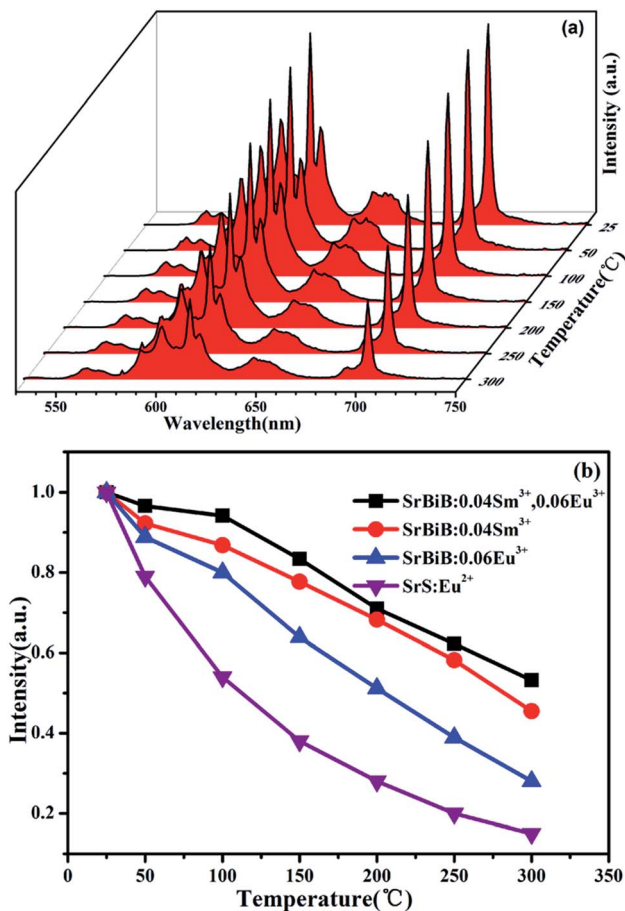 (a)
Intensity (a.u.)
25
50
100
150
200
250
300
Temperature(℃)
550 600 650 700 750
Wavelength(nm)
(b)
SrBiB:0.04Sm³⁺,0.06Eu³⁺
SrBiB:0.04Sm³⁺
SrBiB:0.06Eu³⁺
SrS:Eu²⁺
1.0
0.8
0.6
0.4
0.2
Intensity(a.u.)
0 50 100 150 200 250 300 350
Temperature(℃)